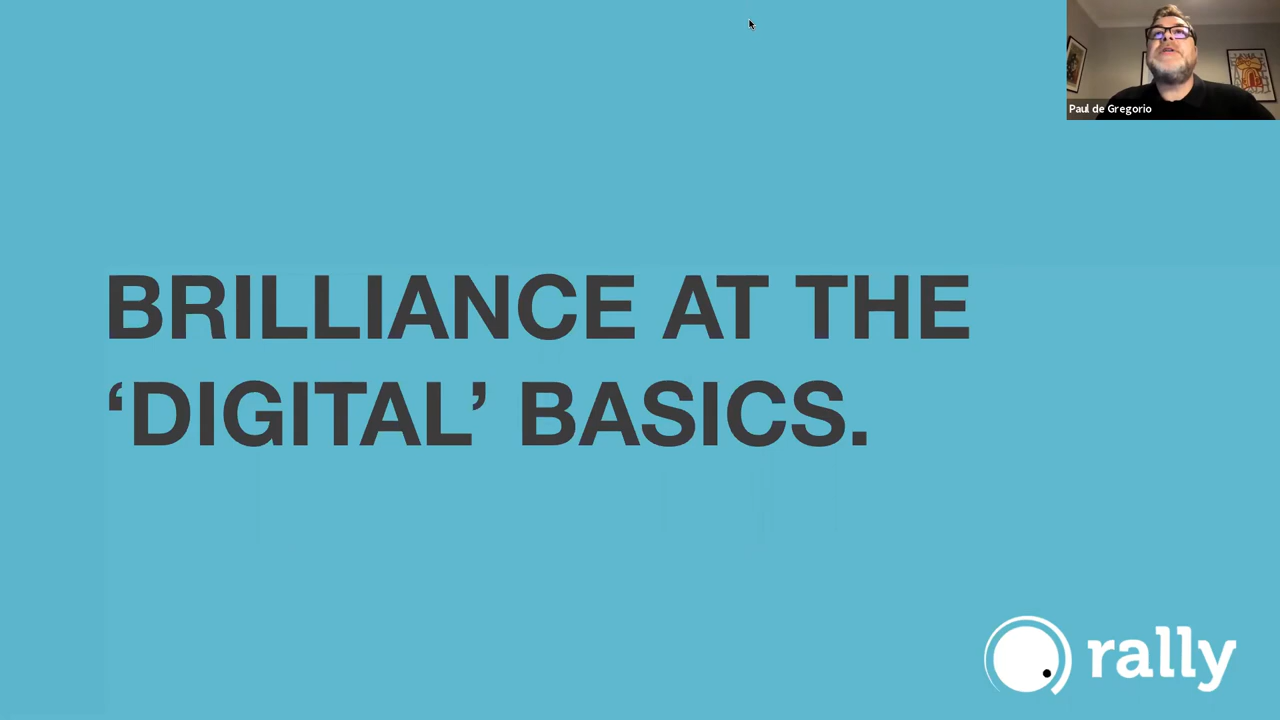 Paul de Gregorio
BRILLIANCE AT THE
‘DIGITAL’ BASICS.
rally